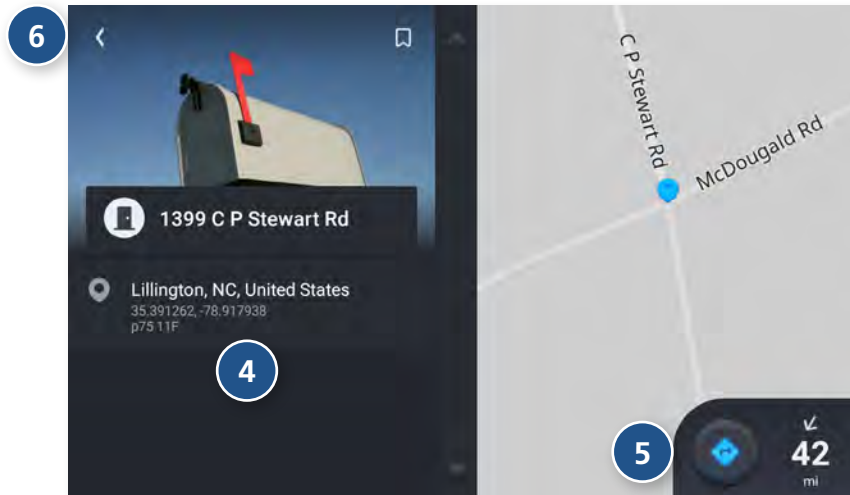 6
1399 C P Stewart Rd
Lillington, NC, United States
35.391262, -78.917938
p75 11F
4
C P Stewart Rd
McDougald Rd
5
42
mi